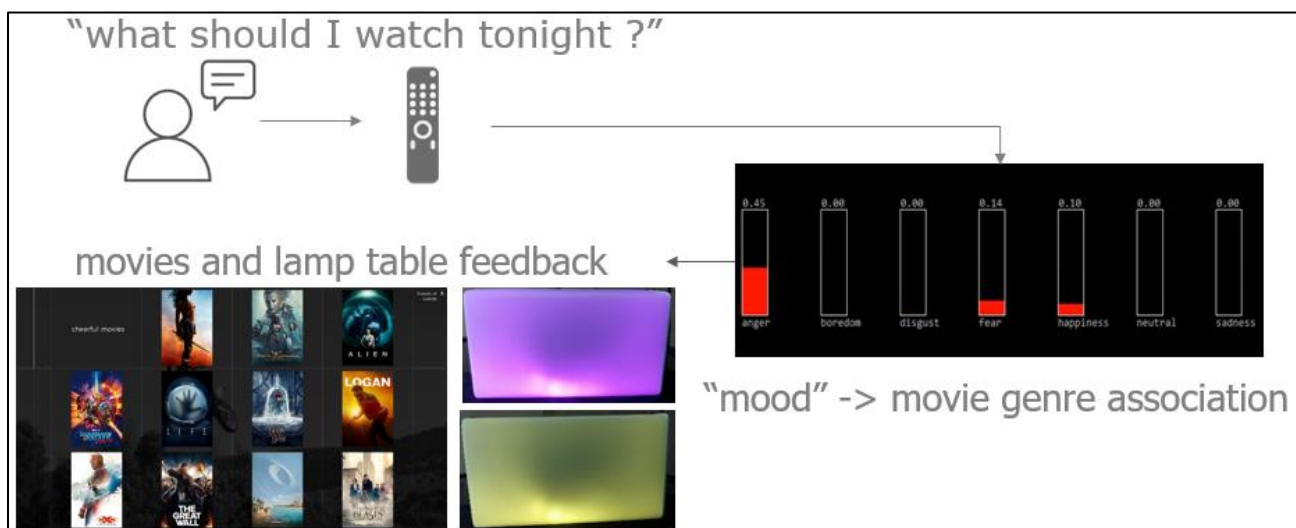 “what should I watch tonight ?”
0.45 0.00 0.00 0.14 0.10 0.00 0.00
anger boredom disgust fear happiness neutral sadness
“mood” -> movie genre association
movies and lamp table feedback
cheerful movies
ALIEN
LIFE
LOGAN
THE
GREAT
WALL
BEASTS